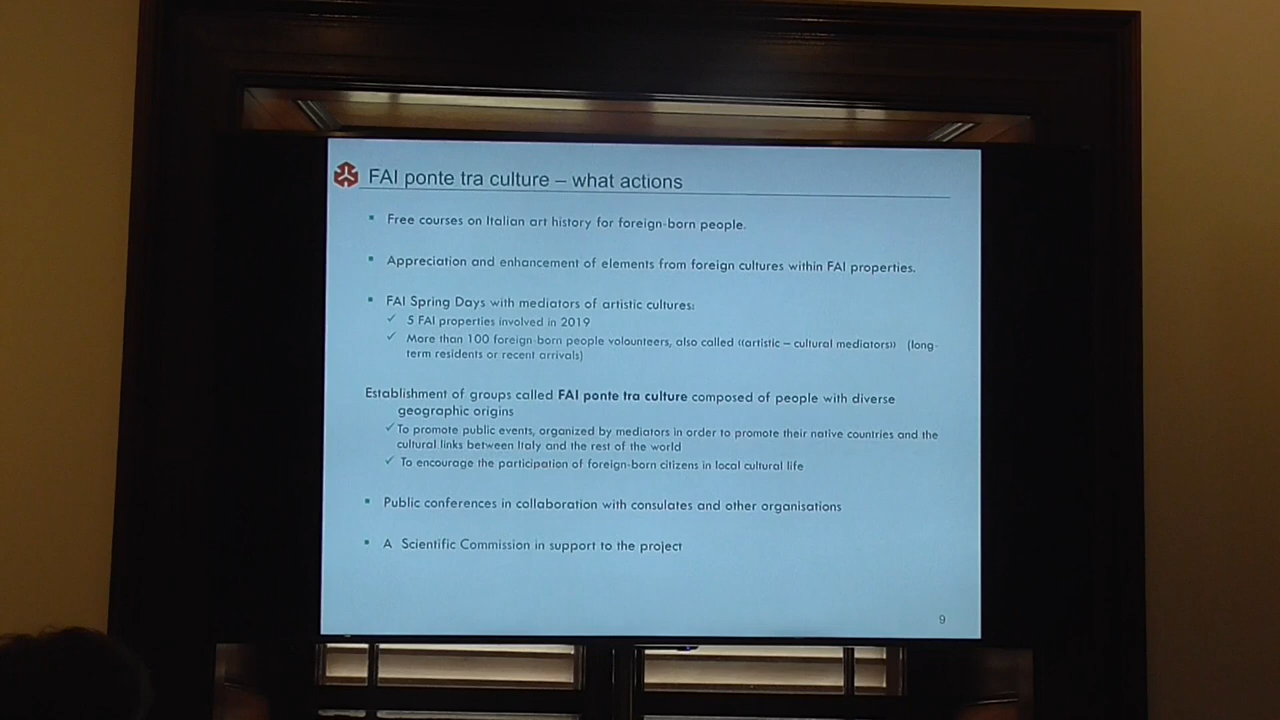 FAI ponte tra culture – what actions
Free courses on Italian art history for foreign-born people.
Appreciation and enhancement of elements from foreign cultures within FAI properties.
FAI Spring Days with mediators of artistic cultures:
5 FAI properties involved in 2019
More than 100 foreign-born people volounteers, also called «artistic – cultural mediators» (long-
term residents or recent arrivals)
Establishment of groups called FAI ponte tra culture composed of people with diverse
geographic origins
To promote public events, organized by mediators in order to promote their native countries and the
cultural links between Italy and the rest of the world
To encourage the participation of foreign-born citizens in local cultural life
Public conferences in collaboration with consulates and other organisations
A Scientific Commission in support to the project
9